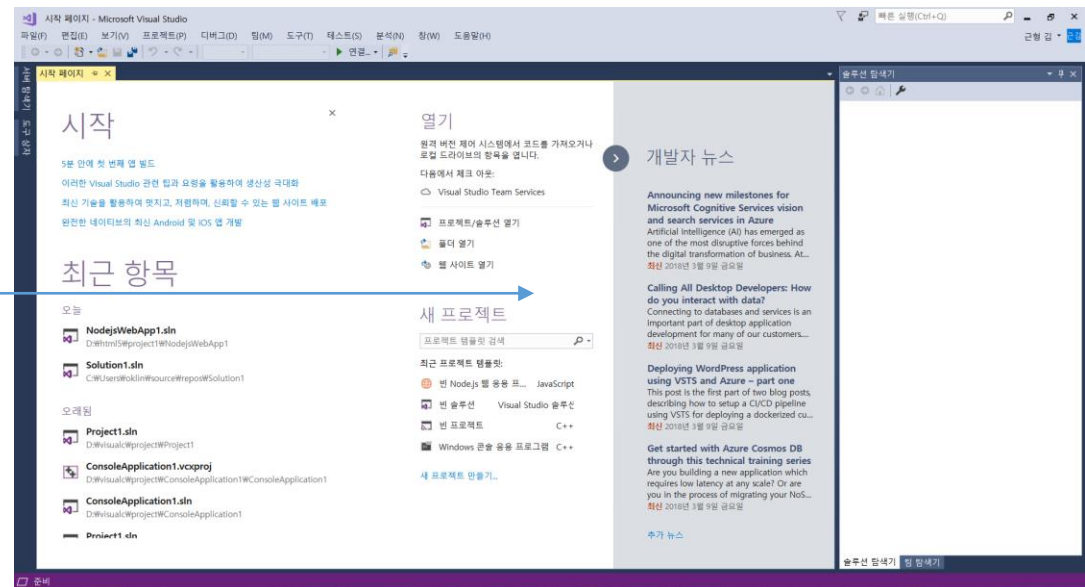 시작 페이지 - Microsoft Visual Studio
빠른 실행(Ctrl+Q)
파일(F) 편집(E) 보기(V) 프로젝트(P) 디버그(D) 팀(M) 도구(T) 테스트(S) 분석(N) 창(W) 도움말(H)
근형 김
연결...
서버 탐색기
도구 상자
시작 페이지
시작
5분 안에 첫 번째 앱 빌드
이러한 Visual Studio 관련 팁과 요령을 활용하여 생산성 극대화
최신 기술을 활용하여 멋지고, 저렴하며, 신뢰할 수 있는 웹 사이트 배포
완전한 네이티브의 최신 Android 및 iOS 앱 개발
최근 항목
오늘
NodejsWebApp1.sln
D:₩html5₩project1₩NodejsWebApp1
Solution1.sln
C:₩Users₩oklin₩source₩repos₩Solution1
오래됨
Project1.sln
D:₩visualc₩project₩Project1
ConsoleApplication1.vcxproj
D:₩visualc₩project₩ConsoleApplication1₩ConsoleApplication1
ConsoleApplication1.sln
D:₩visualc₩project₩ConsoleApplication1
Project1.sln
열기
원격 버전 제어 시스템에서 코드를 가져오거나
로컬 드라이브의 항목을 엽니다.
다음에서 체크 아웃:
Visual Studio Team Services
프로젝트/솔루션 열기
폴더 열기
웹 사이트 열기
새 프로젝트
프로젝트 템플릿 검색
최근 프로젝트 템플릿:
빈 Node.js 웹 응용 프... JavaScript
빈 솔루션 Visual Studio 솔루션
빈 프로젝트 C++
Windows 콘솔 응용 프로그램 C++
새 프로젝트 만들기...
개발자 뉴스
Announcing new milestones for
Microsoft Cognitive Services vision
and search services in Azure
Artificial Intelligence (AI) has emerged as
one of the most disruptive forces behind
the digital transformation of business. At...
최신 2018년 3월 9일 금요일
Calling All Desktop Developers: How
do you interact with data?
Connecting to databases and services is an
important part of desktop application
development for many of our customers....
최신 2018년 3월 9일 금요일
Deploying WordPress application
using VSTS and Azure – part one
This post is the first part of two blog posts,
describing how to setup a CI/CD pipeline
using VSTS for deploying a dockerized cu...
최신 2018년 3월 9일 금요일
Get started with Azure Cosmos DB
through this technical training series
Are you building a new application which
requires low latency at any scale? Or are
you in the process of migrating your NoS...
최신 2018년 3월 9일 금요일
추가 뉴스
솔루션 탐색기
솔루션 탐색기 팀 탐색기
준비